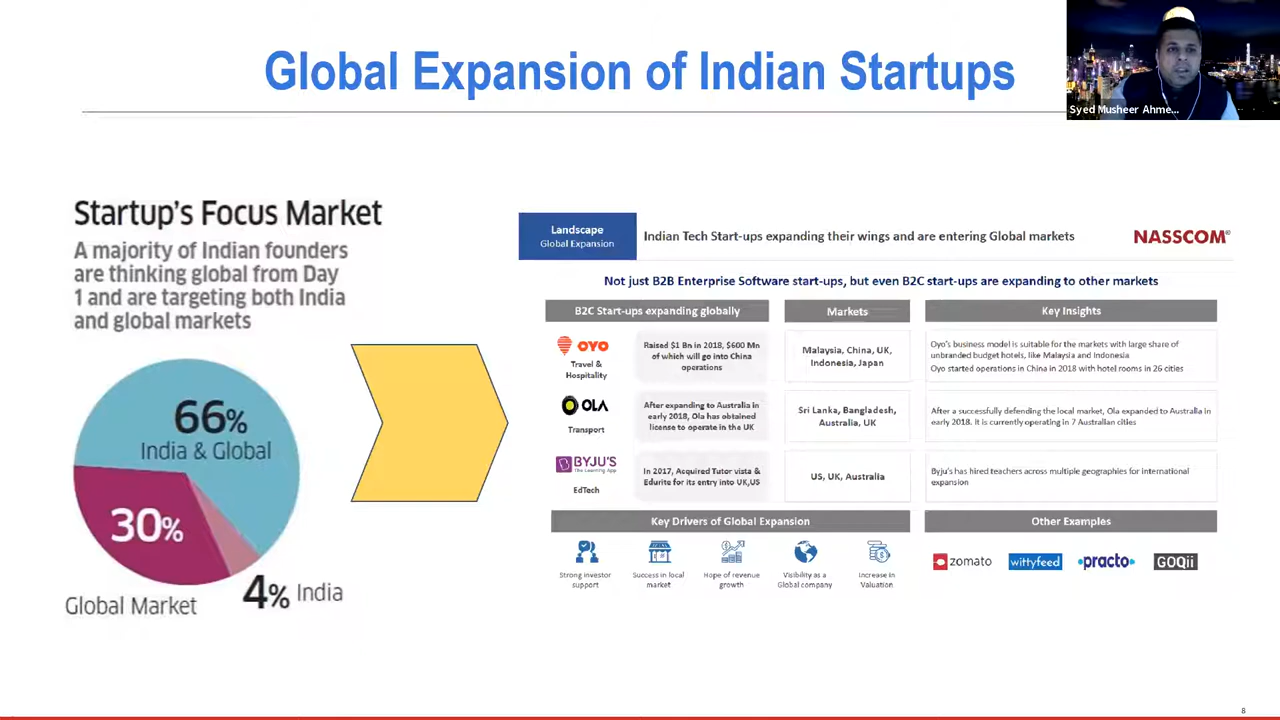 Global Expansion of Indian Startups
Syed Musheer Ahme...
Startup's Focus Market
A majority of Indian founders
are thinking global from Day
1 and are targeting both India
and global markets
66%
India & Global
30%
Global Market
4% India
Landscape
Global Expansion
Indian Tech Start-ups expanding their wings and are entering Global markets
NASSCOM®
Not just B2B Enterprise Software start-ups, but even B2C start-ups are expanding to other markets
B2C Start-ups expanding globally
Markets
Key Insights
OYO
Travel &
Hospitality
Raised $1 Bn in 2018, $600 Mn
of which will go into China
operations
Malaysia, China, UK,
Indonesia, Japan
Oyo's business model is suitable for the markets with large share of
unbranded budget hotels, like Malaysia and Indonesia
Oyo started operations in China in 2018 with hotel rooms in 26 cities
OLA
Transport
After expanding to Australia in
early 2018, Ola has obtained
license to operate in the UK
Sri Lanka, Bangladesh,
Australia, UK
After a successfully defending the local market, Ola expanded to Australia in
early 2018. It is currently operating in 7 Australian cities
BYJU'S
The Learning App
EdTech
In 2017, Acquired Tutor vista &
Edurite for its entry into UK,US
US, UK, Australia
Byju's has hired teachers across multiple geographies for international
expansion
Key Drivers of Global Expansion
Other Examples
Strong investor
support
Success in local
market
Hope of revenue
growth
Visibility as a
Global company
Increase in
Valuation
zomato
wittyfeed
practo
GOQii
8